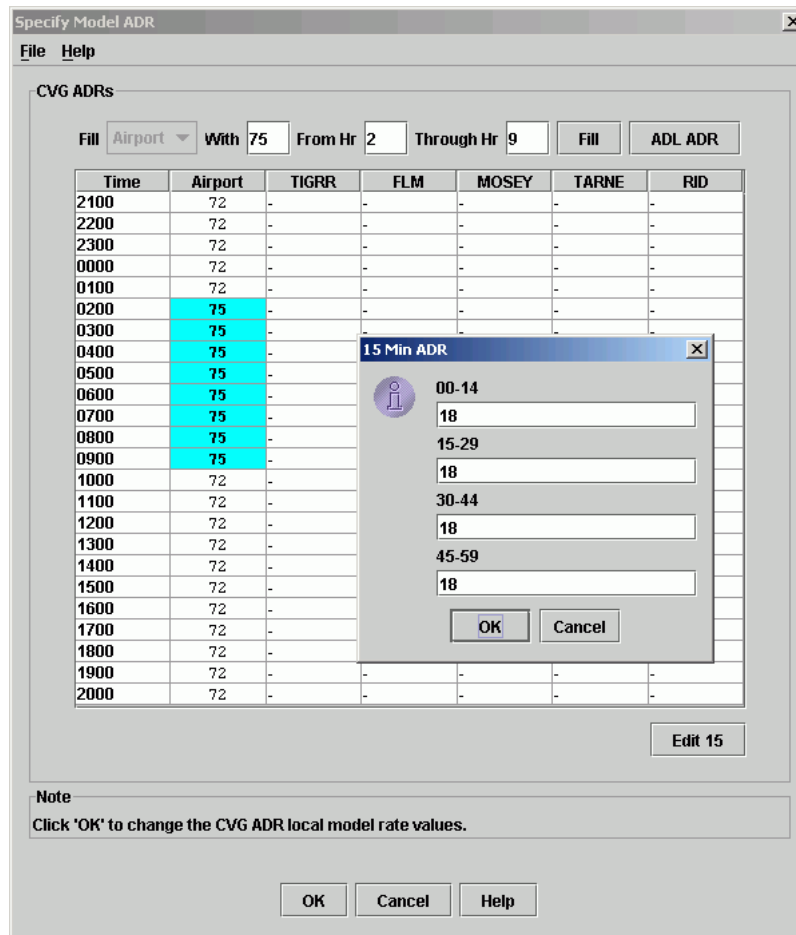 Specify Model ADR
File Help
CVG ADRs
Fill Airport With 75 From Hr 2 Through Hr 9 Fill ADL ADR
Time Airport TIGRR FLM MOSEY TARNE RID
2100 72 - - - - -
2200 72 - - - - -
2300 72 - - - - -
0000 72 - - - - -
0100 72 - - - - -
0200 75 - - - - -
0300 75 - - - - -
0400 75 -
0500 75 -
0600 75 -
0700 75 -
0800 75 -
0900 75 -
1000 72 -
1100 72 -
1200 72 -
1300 72 -
1400 72 -
1500 72 -
1600 72 -
1700 72 -
1800 72 -
1900 72 - - - - -
2000 72 - - - - -
15 Min ADR
00-14
18
15-29
18
30-44
18
45-59
18
OK Cancel
Edit 15
Note
Click 'OK' to change the CVG ADR local model rate values.
OK Cancel Help